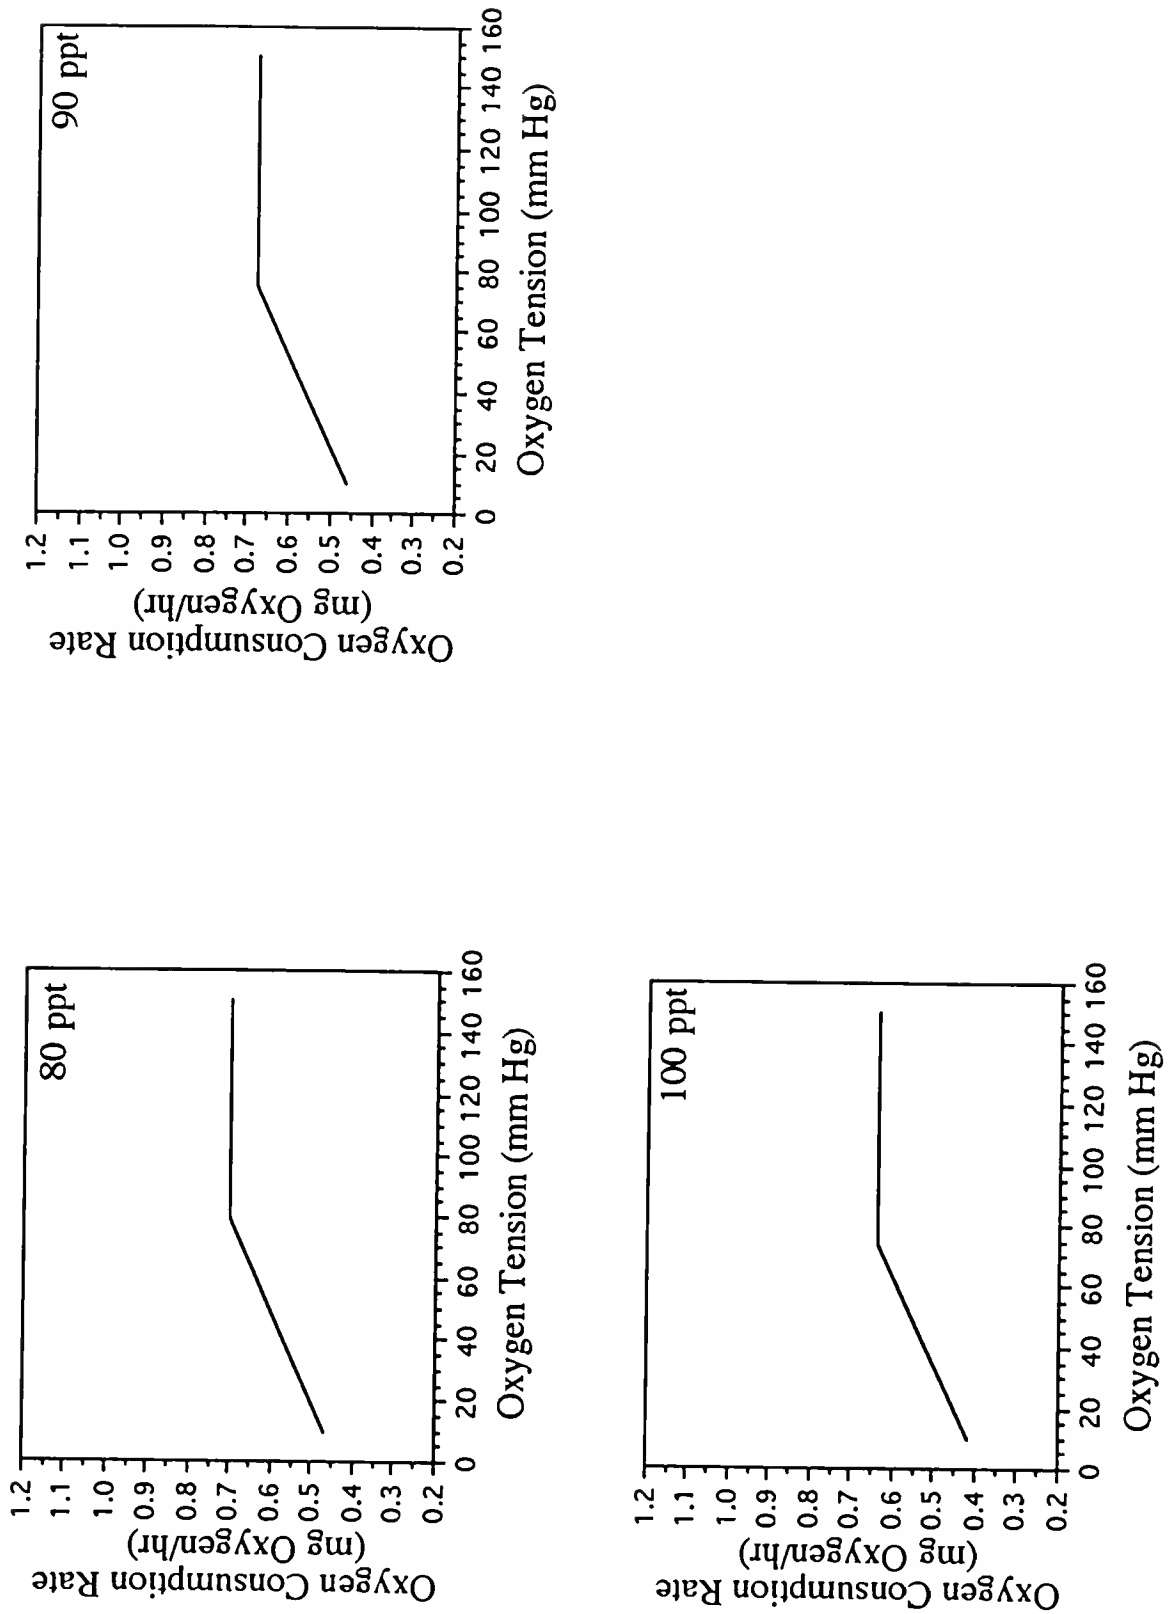 80 ppt
1.2
1.1
1.0
0.9
0.8
0.7
0.6
0.5
0.4
0.3
0.2
Oxygen Consumption Rate
(mg Oxygen/hr)
0 20 40 60 80 100 120 140 160
Oxygen Tension (mm Hg)
90 ppt
1.2
1.1
1.0
0.9
0.8
0.7
0.6
0.5
0.4
0.3
0.2
Oxygen Consumption Rate
(mg Oxygen/hr)
0 20 40 60 80 100 120 140 160
Oxygen Tension (mm Hg)
100 ppt
1.2
1.1
1.0
0.9
0.8
0.7
0.6
0.5
0.4
0.3
0.2
Oxygen Consumption Rate
(mg Oxygen/hr)
0 20 40 60 80 100 120 140 160
Oxygen Tension (mm Hg)